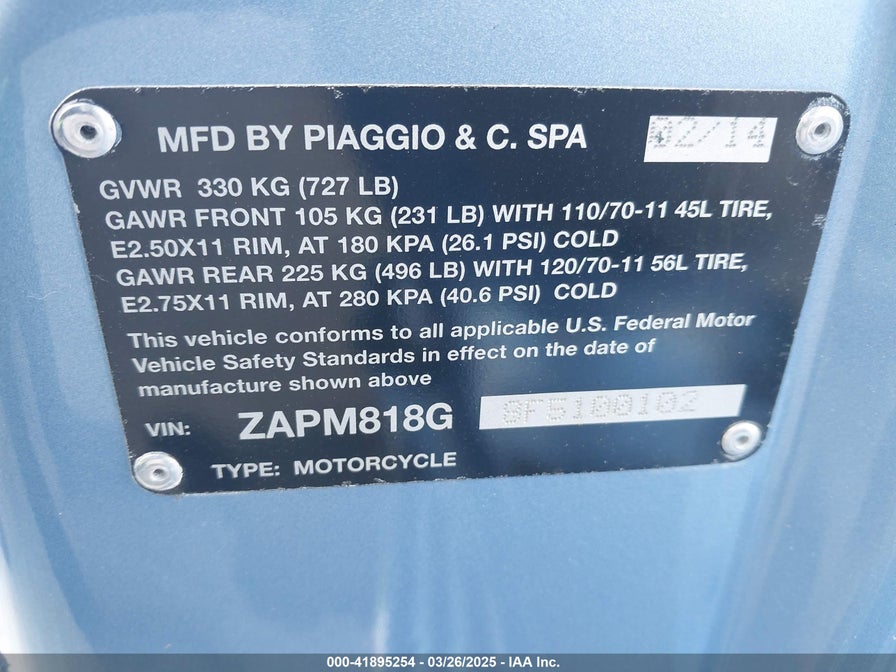 MFD BY PIAGGIO & C. SPA 02/14
GVWR 330 KG (727 LB)
GAWR FRONT 105 KG (231 LB) WITH 110/70-11 45L TIRE,
E2.50X11 RIM, AT 180 KPA (26.1 PSI) COLD
GAWR REAR 225 KG (496 LB) WITH 120/70-11 56L TIRE,
E2.75X11 RIM, AT 280 KPA (40.6 PSI) COLD
This vehicle conforms to all applicable U.S. Federal Motor
Vehicle Safety Standards in effect on the date of
manufacture shown above
VIN: ZAPM818G 0F5100102
TYPE: MOTORCYCLE
000-41895254 - 03/26/2025 - IAA Inc.